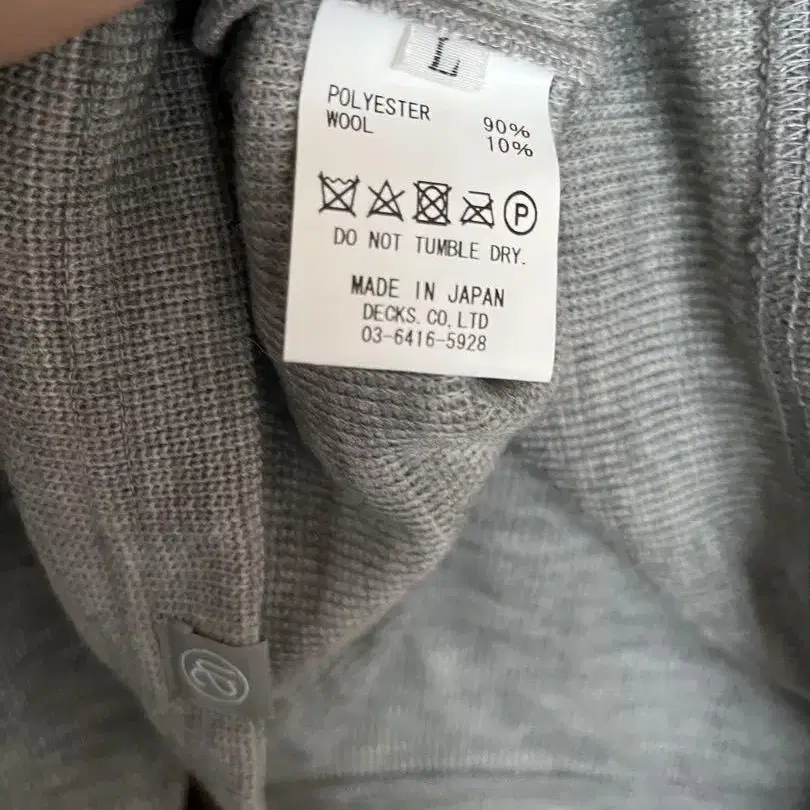 L
POLYESTER 90%
WOOL 10%
P
DO NOT TUMBLE DRY.
MADE IN JAPAN
DECKS.CO,LTD
03-6416-5928